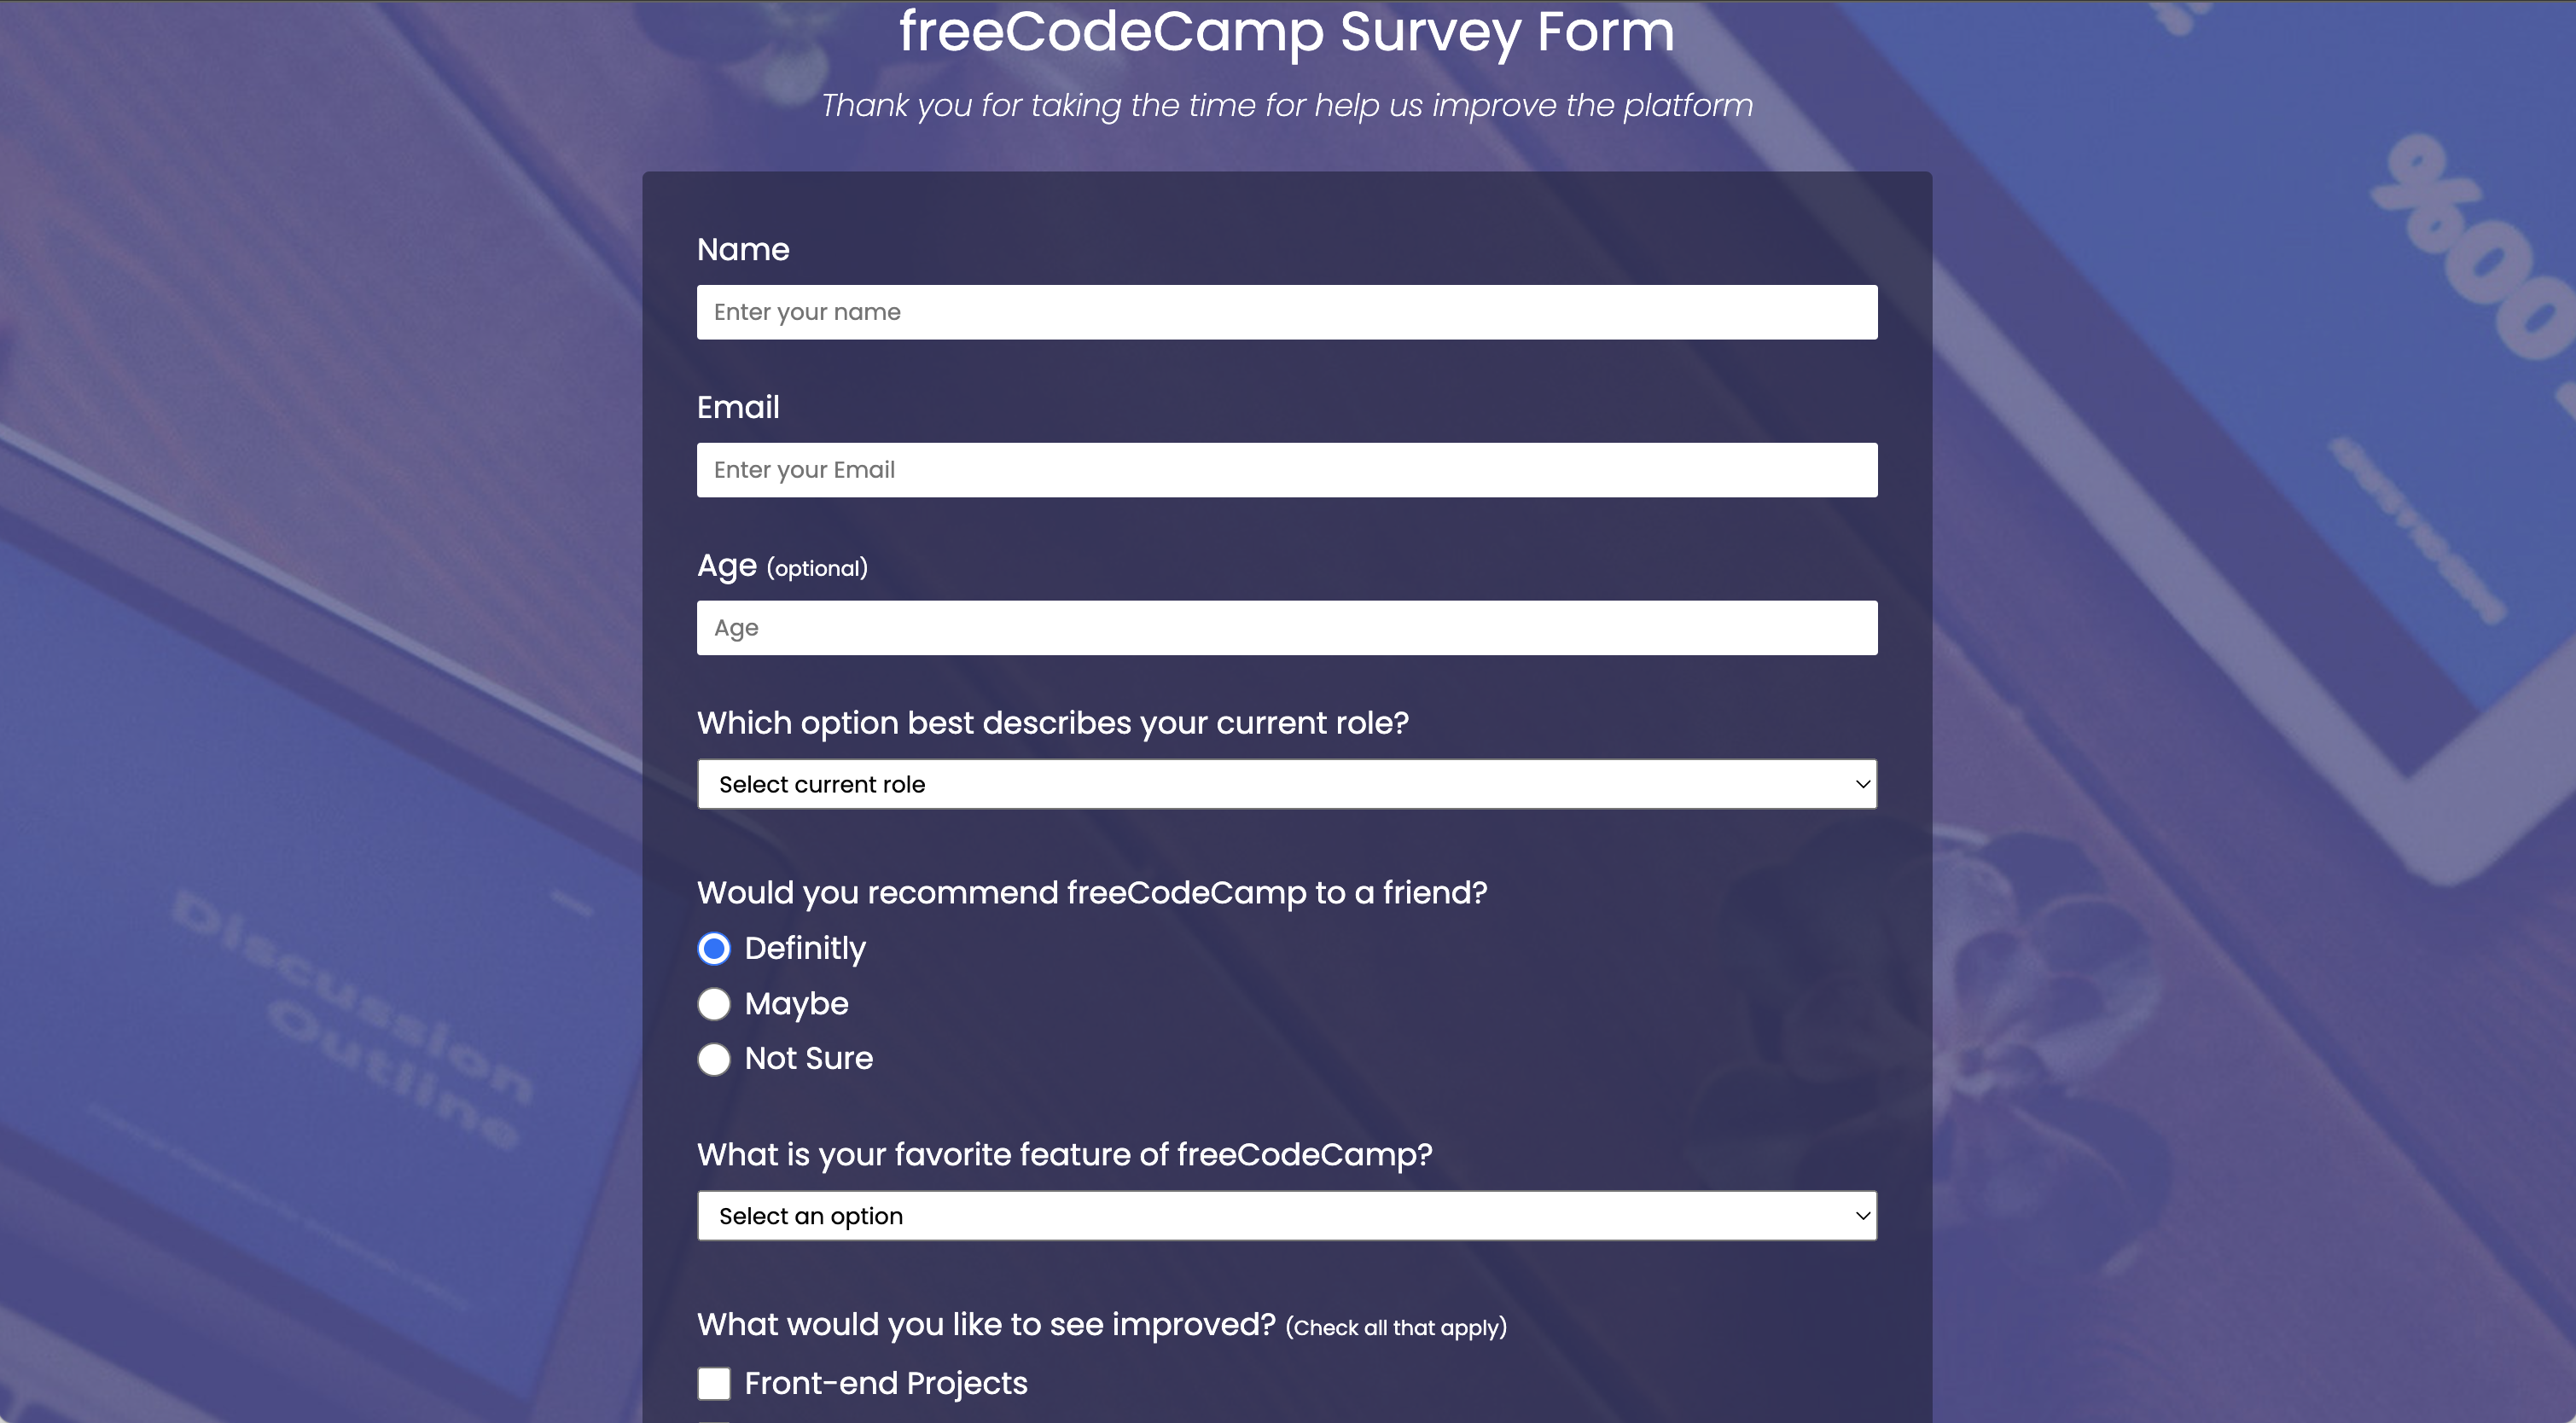 freeCodeCamp Survey Form
Thank you for taking the time for help us improve the platform
Name
Enter your name
Email
Enter your Email
Age (optional)
Age
Which option best describes your current role?
Select current role
Would you recommend freeCodeCamp to a friend?
Definitly
Maybe
Not Sure
What is your favorite feature of freeCodeCamp?
Select an option
What would you like to see improved? (Check all that apply)
Front-end Projects
Discussion
Outline